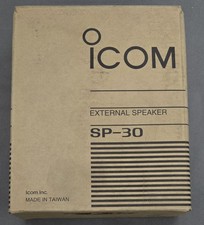 ICOM
EXTERNAL SPEAKER
SP-30
Icom Inc.
MADE IN TAIWAN